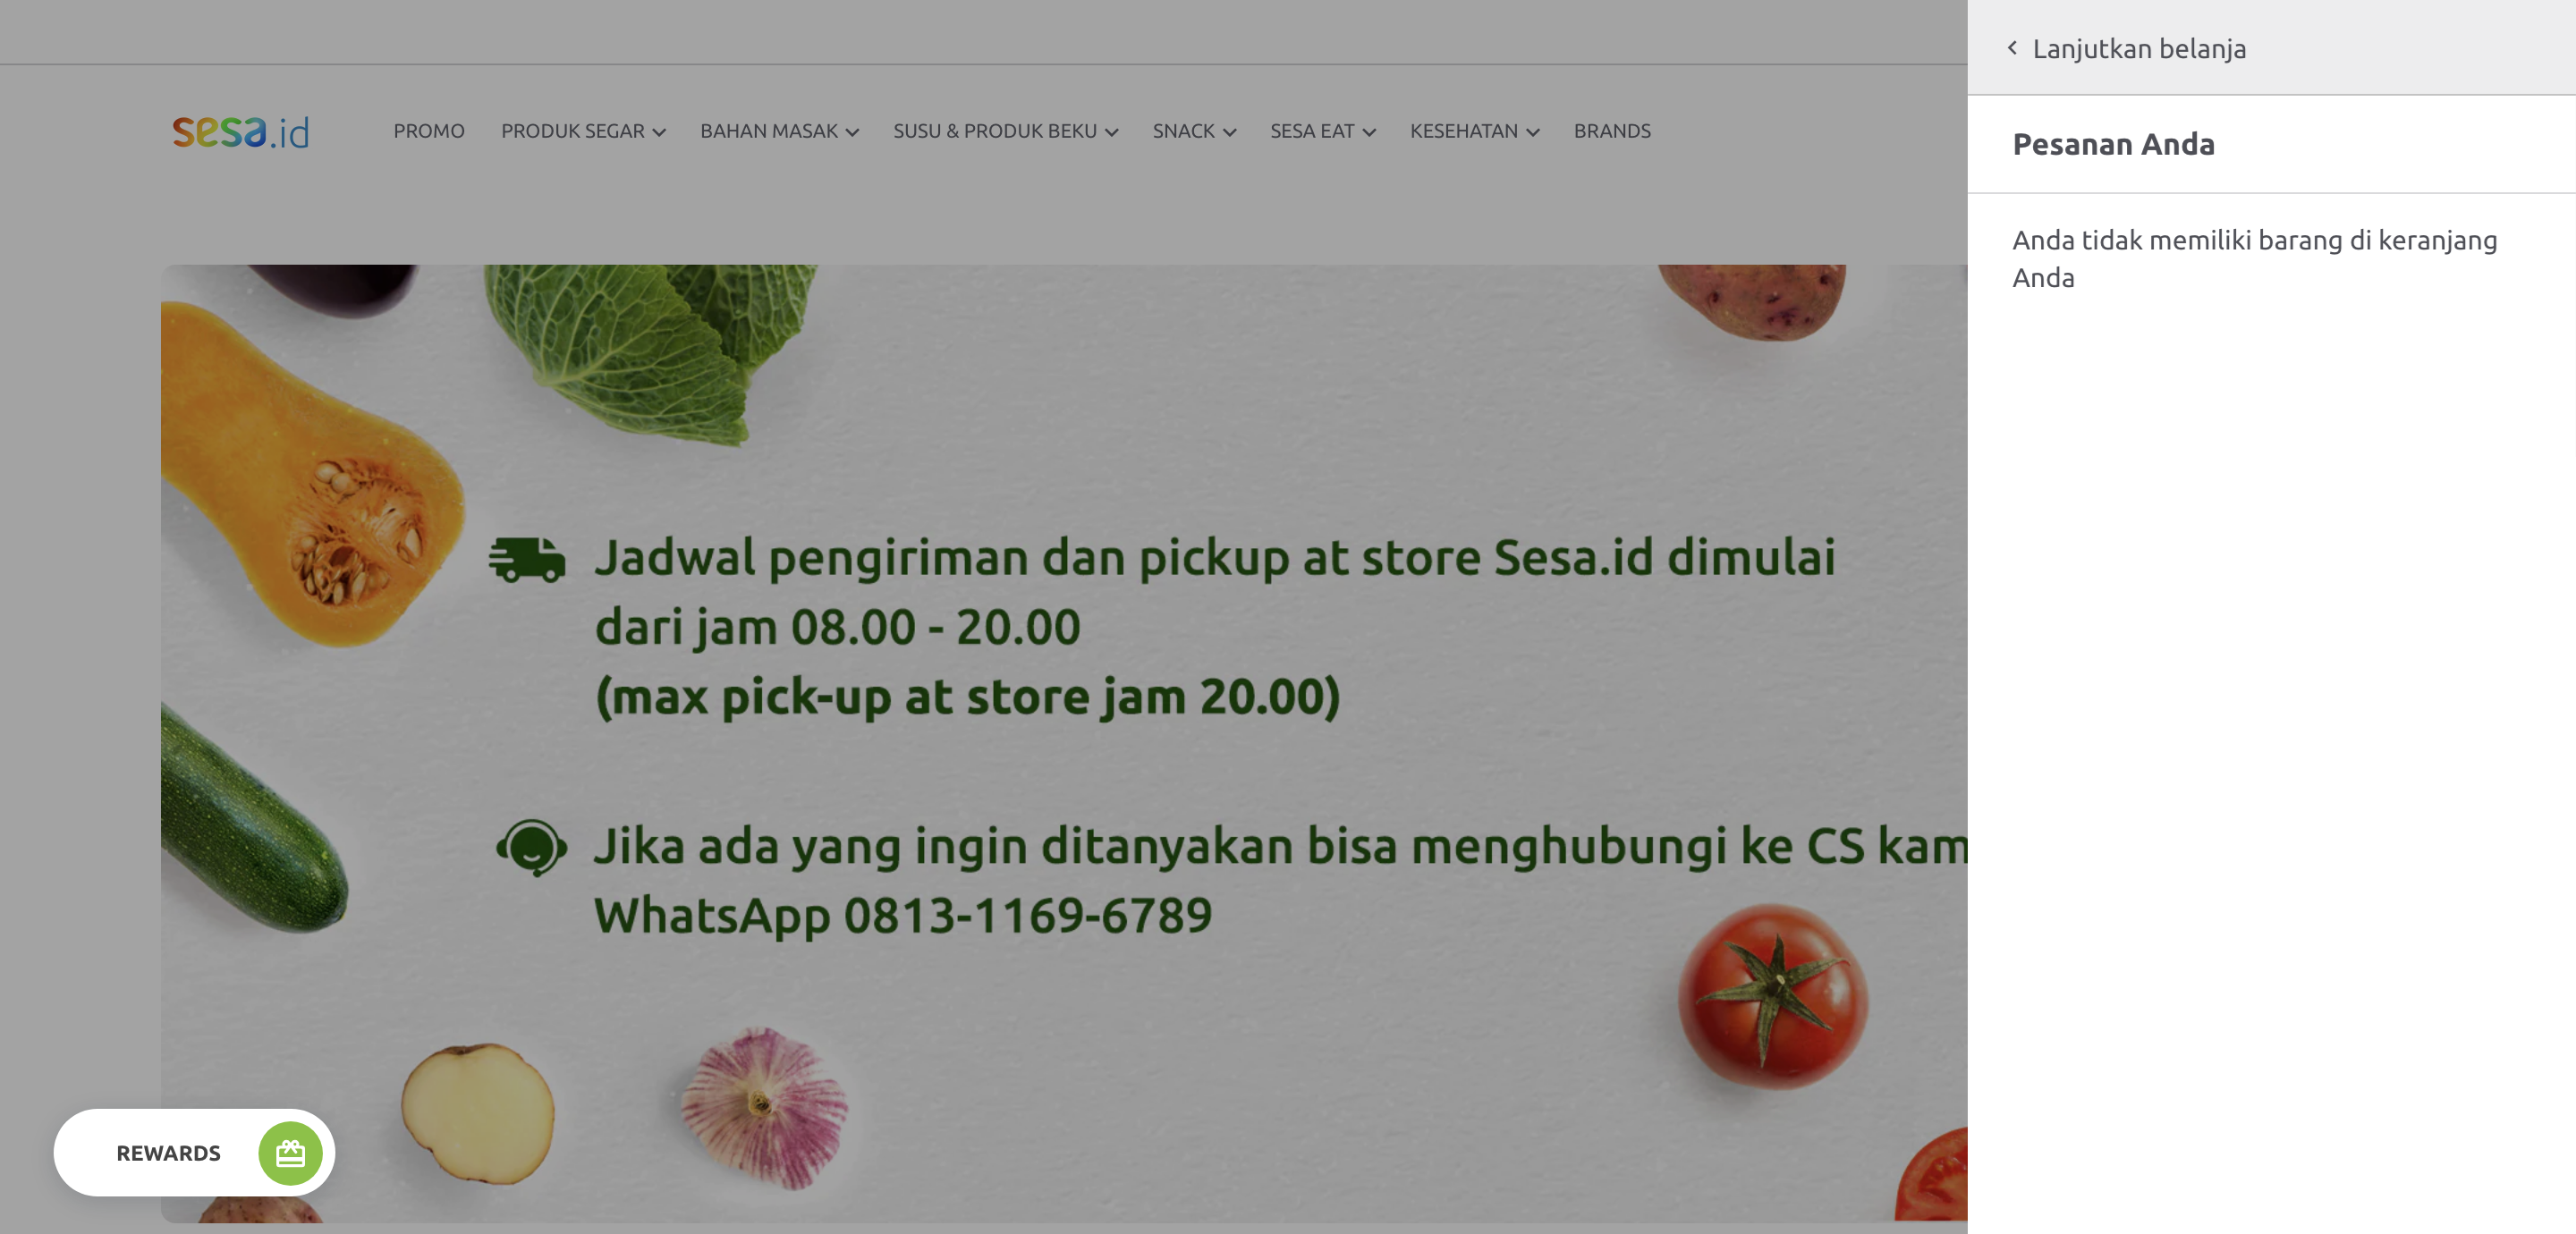 Lanjutkan belanja
sesa.id
PROMO
PRODUK SEGAR
BAHAN MASAK
SUSU & PRODUK BEKU
SNACK
SESA EAT
KESEHATAN
BRANDS
Pesanan Anda
Anda tidak memiliki barang di keranjang
Anda
Jadwal pengiriman dan pickup at store Sesa.id dimulai
dari jam 08.00 - 20.00
(max pick-up at store jam 20.00)
Jika ada yang ingin ditanyakan bisa menghubungi ke CS kam
WhatsApp 0813-1169-6789
REWARDS